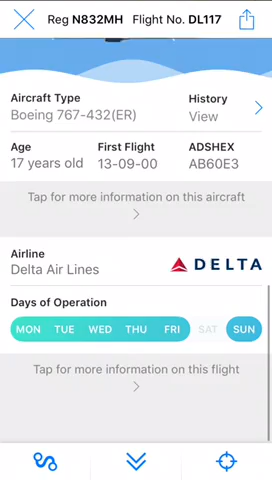 Reg N832MH Flight No. DL117
Aircraft Type
Boeing 767-432(ER)
History
View
Age
17 years old
First Flight
13-09-00
ADSHEX
AB60E3
Tap for more information on this aircraft
Airline
Delta Air Lines
DELTA
Days of Operation
MON TUE WED THU FRI SAT SUN
Tap for more information on this flight